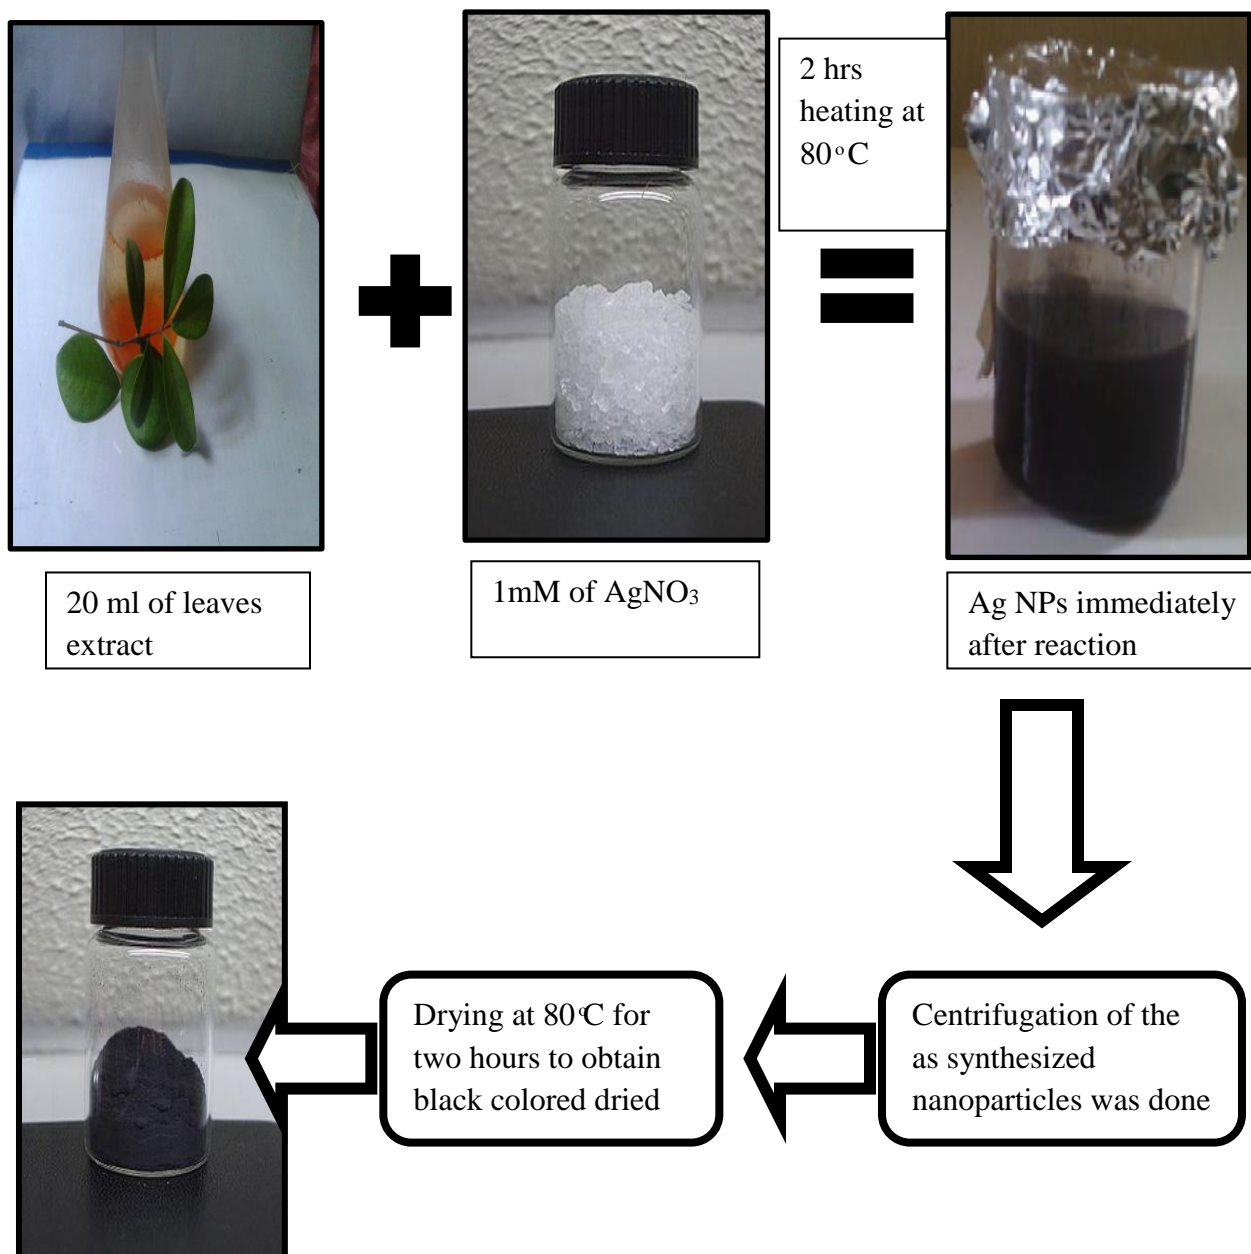 2 hrs
heating at
80°C
20 ml of leaves
extract
1mM of AgNO₃
Ag NPs immediately
after reaction
Centrifugation of the
as synthesized
nanoparticles was done
Drying at 80°C for
two hours to obtain
black colored dried